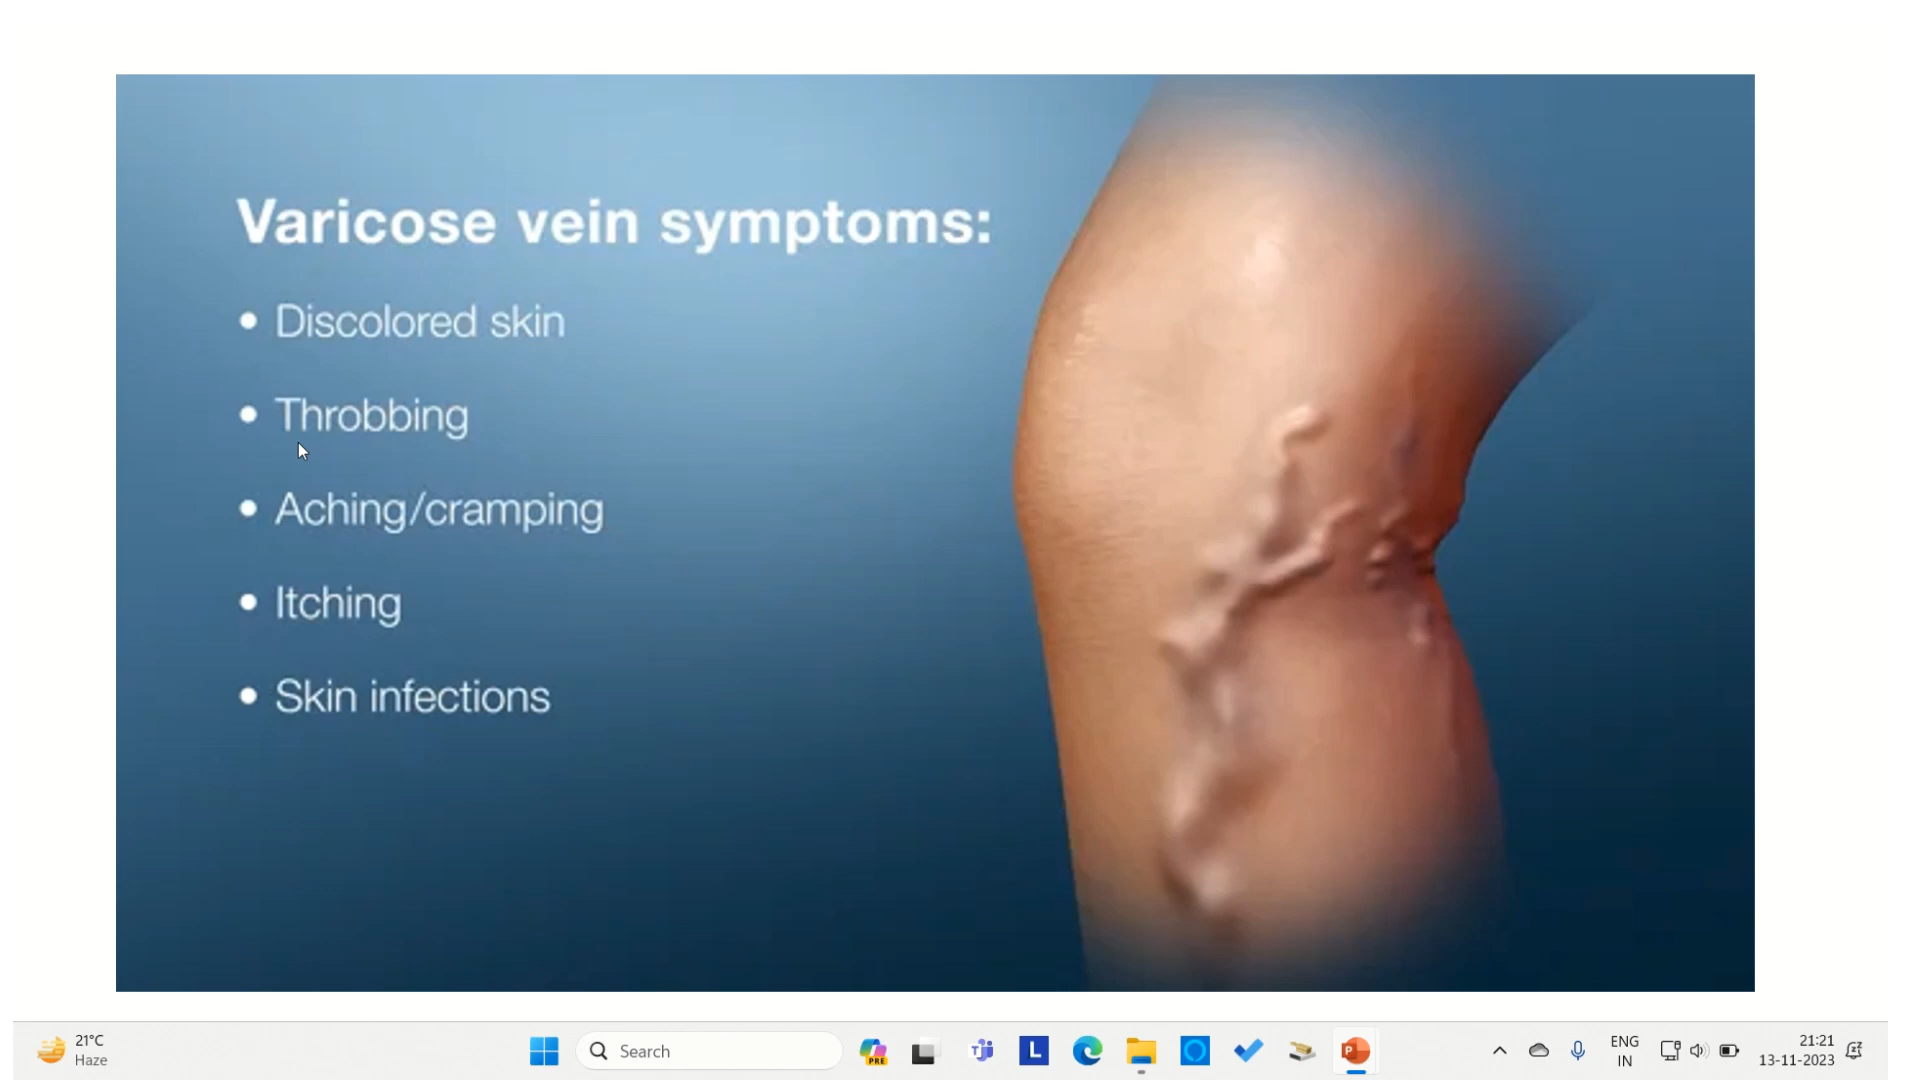 Varicose vein symptoms:
• Discolored skin
• Throbbing
• Aching/cramping
• Itching
• Skin infections
21°C
Haze
Search
PRE
L
P
ENG
IN
21:21
13-11-2023